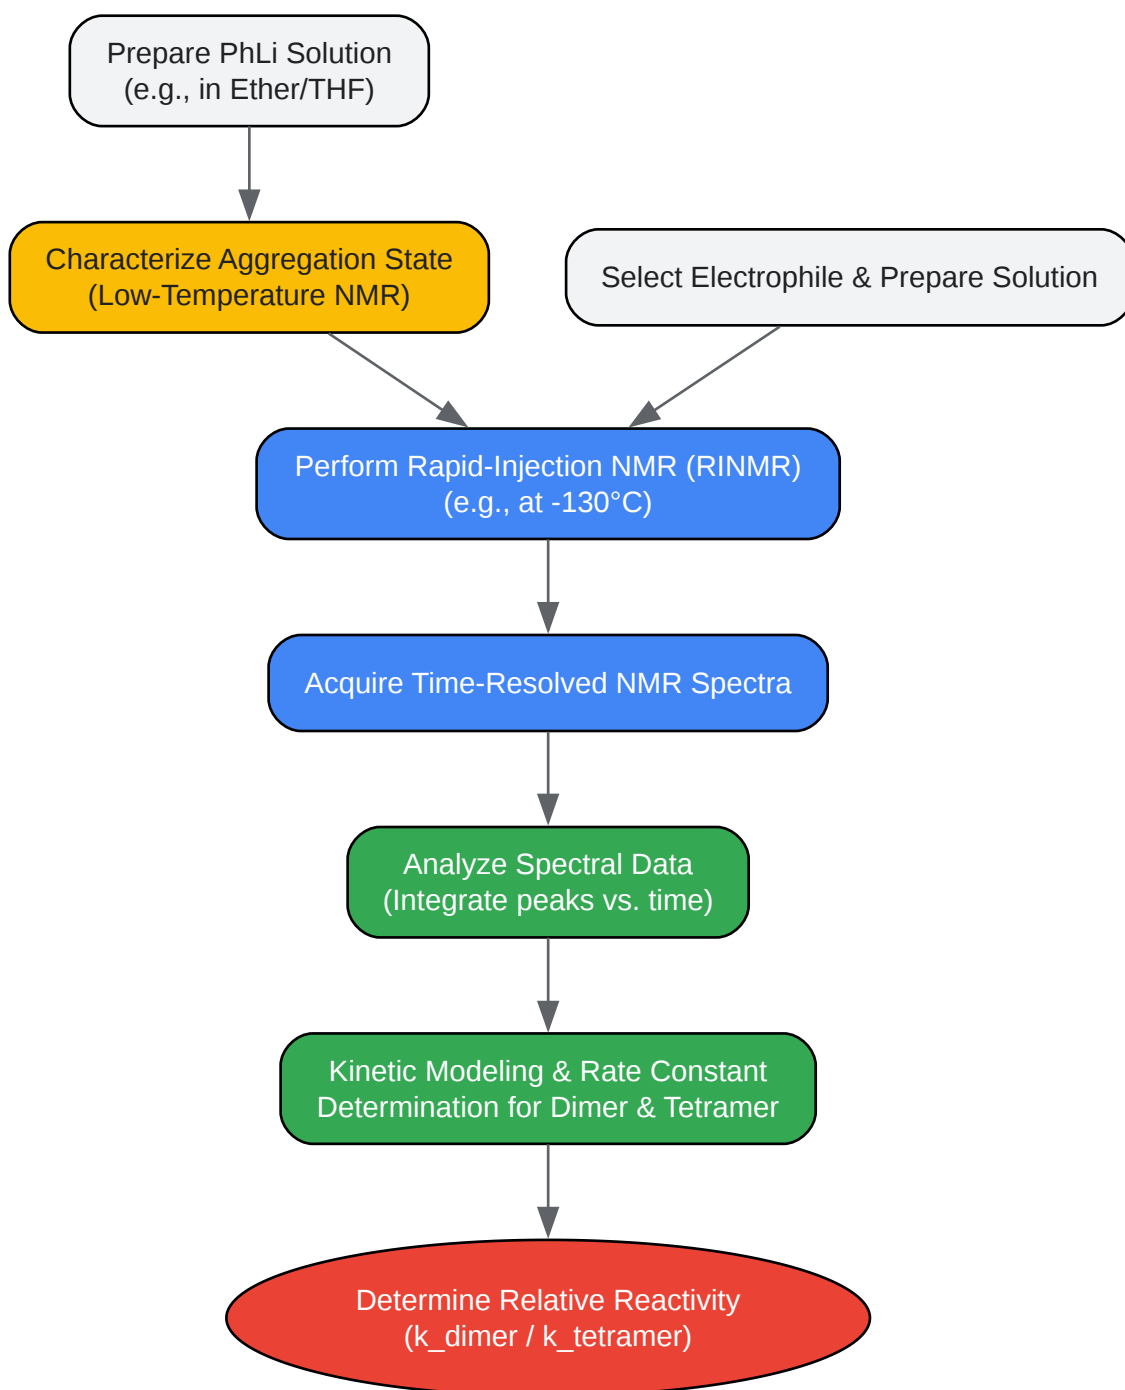 Prepare PhLi Solution
(e.g., in Ether/THF)
Characterize Aggregation State
(Low-Temperature NMR)
Select Electrophile & Prepare Solution
Perform Rapid-Injection NMR (RINMR)
(e.g., at -130°C)
Acquire Time-Resolved NMR Spectra
Analyze Spectral Data
(Integrate peaks vs. time)
Kinetic Modeling & Rate Constant
Determination for Dimer & Tetramer
Determine Relative Reactivity
(k_dimer / k_tetramer)